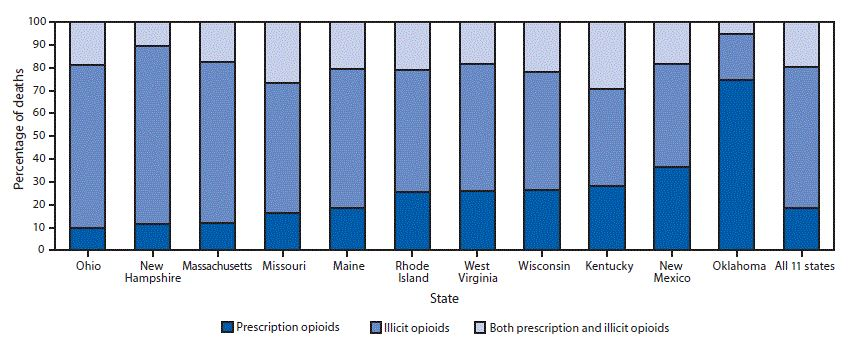 Percentage of deaths
100
90
80
70
60
50
40
30
20
10
0
Ohio
New
Hampshire
Massachusetts
Missouri
Maine
Rhode
Island
West
Virginia
Wisconsin
Kentucky
New
Mexico
Oklahoma
All 11 states
State
Prescription opioids
Illicit opioids
Both prescription and illicit opioids